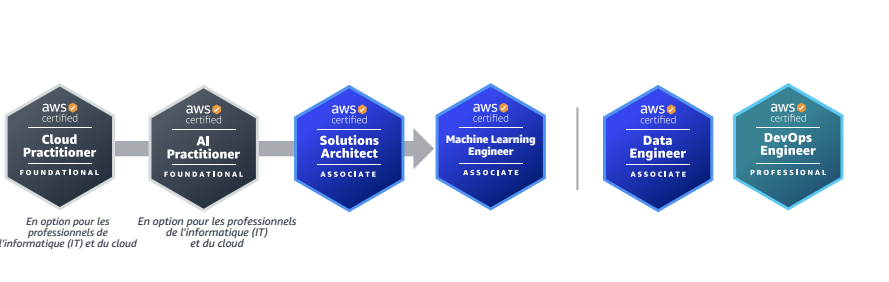 aws
certified
Cloud
Practitioner
FOUNDATIONAL
aws
certified
AI
Practitioner
FOUNDATIONAL
aws
certified
Solutions
Architect
ASSOCIATE
aws
certified
Machine Learning
Engineer
ASSOCIATE
aws
certified
Data
Engineer
ASSOCIATE
aws
certified
DevOps
Engineer
PROFESSIONAL
En option pour les
professionnels de
l'informatique (IT) et du cloud
En option pour les professionnels
de l'informatique (IT)
et du cloud